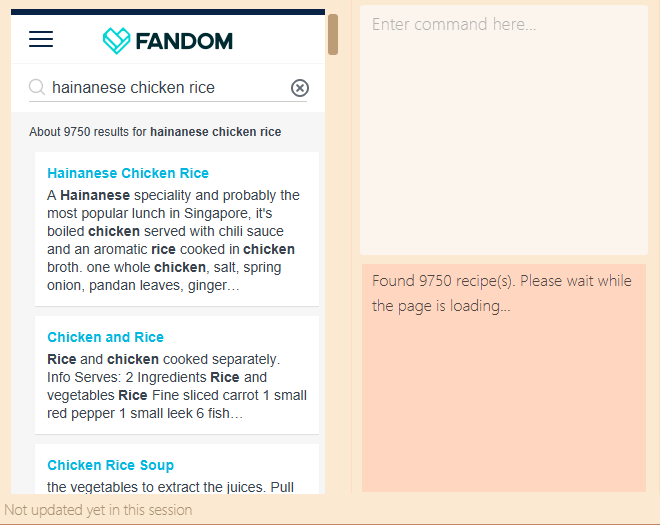 FANDOM
hainanese chicken rice
About 9750 results for hainanese chicken rice
Hainanese Chicken Rice
A Hainanese speciality and probably the
most popular lunch in Singapore, it's
boiled chicken served with chili sauce
and an aromatic rice cooked in chicken
broth. one whole chicken, salt, spring
onion, pandan leaves, ginger…
Chicken and Rice
Rice and chicken cooked separately.
Info Serves: 2 Ingredients Rice and
vegetables Rice Fine sliced carrot 1 small
red pepper 1 small leek 6 fish…
Chicken Rice Soup
the vegetables to extract the juices. Pull
Enter command here...
Found 9750 recipe(s). Please wait while
the page is loading...
Not updated yet in this session